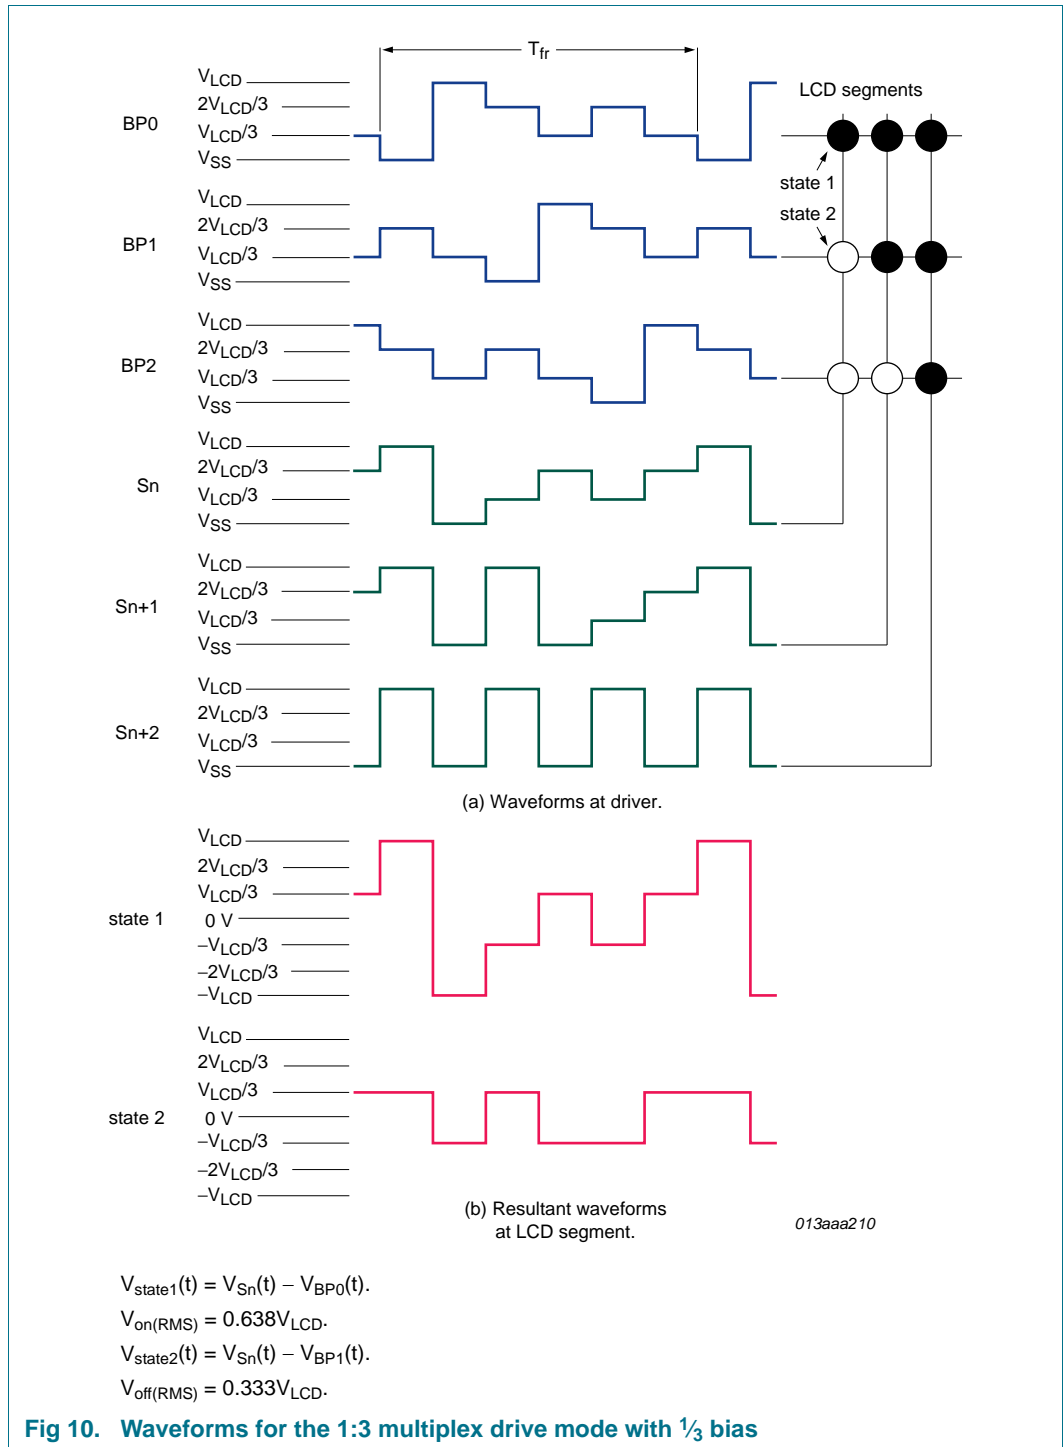 Tfr
VLCD
2VLCD/3
BP0
VLCD/3
VSS
LCD segments
state 1
VLCD
2VLCD/3
BP1
VLCD/3
VSS
state 2
VLCD
2VLCD/3
BP2
VLCD/3
VSS
VLCD
2VLCD/3
Sn
VLCD/3
VSS
VLCD
2VLCD/3
Sn+1
VLCD/3
VSS
VLCD
2VLCD/3
Sn+2
VLCD/3
VSS
(a) Waveforms at driver.
VLCD
2VLCD/3
VLCD/3
state 1
0 V
−VLCD/3
−2VLCD/3
−VLCD
VLCD
2VLCD/3
VLCD/3
state 2
0 V
−VLCD/3
−2VLCD/3
−VLCD
(b) Resultant waveforms
at LCD segment.
013aaa210
Vstate1(t) = VSn(t) − VBP0(t).
Von(RMS) = 0.638VLCD.
Vstate2(t) = VSn(t) − VBP1(t).
Voff(RMS) = 0.333VLCD.
Fig 10. Waveforms for the 1:3 multiplex drive mode with 1⁄3 bias